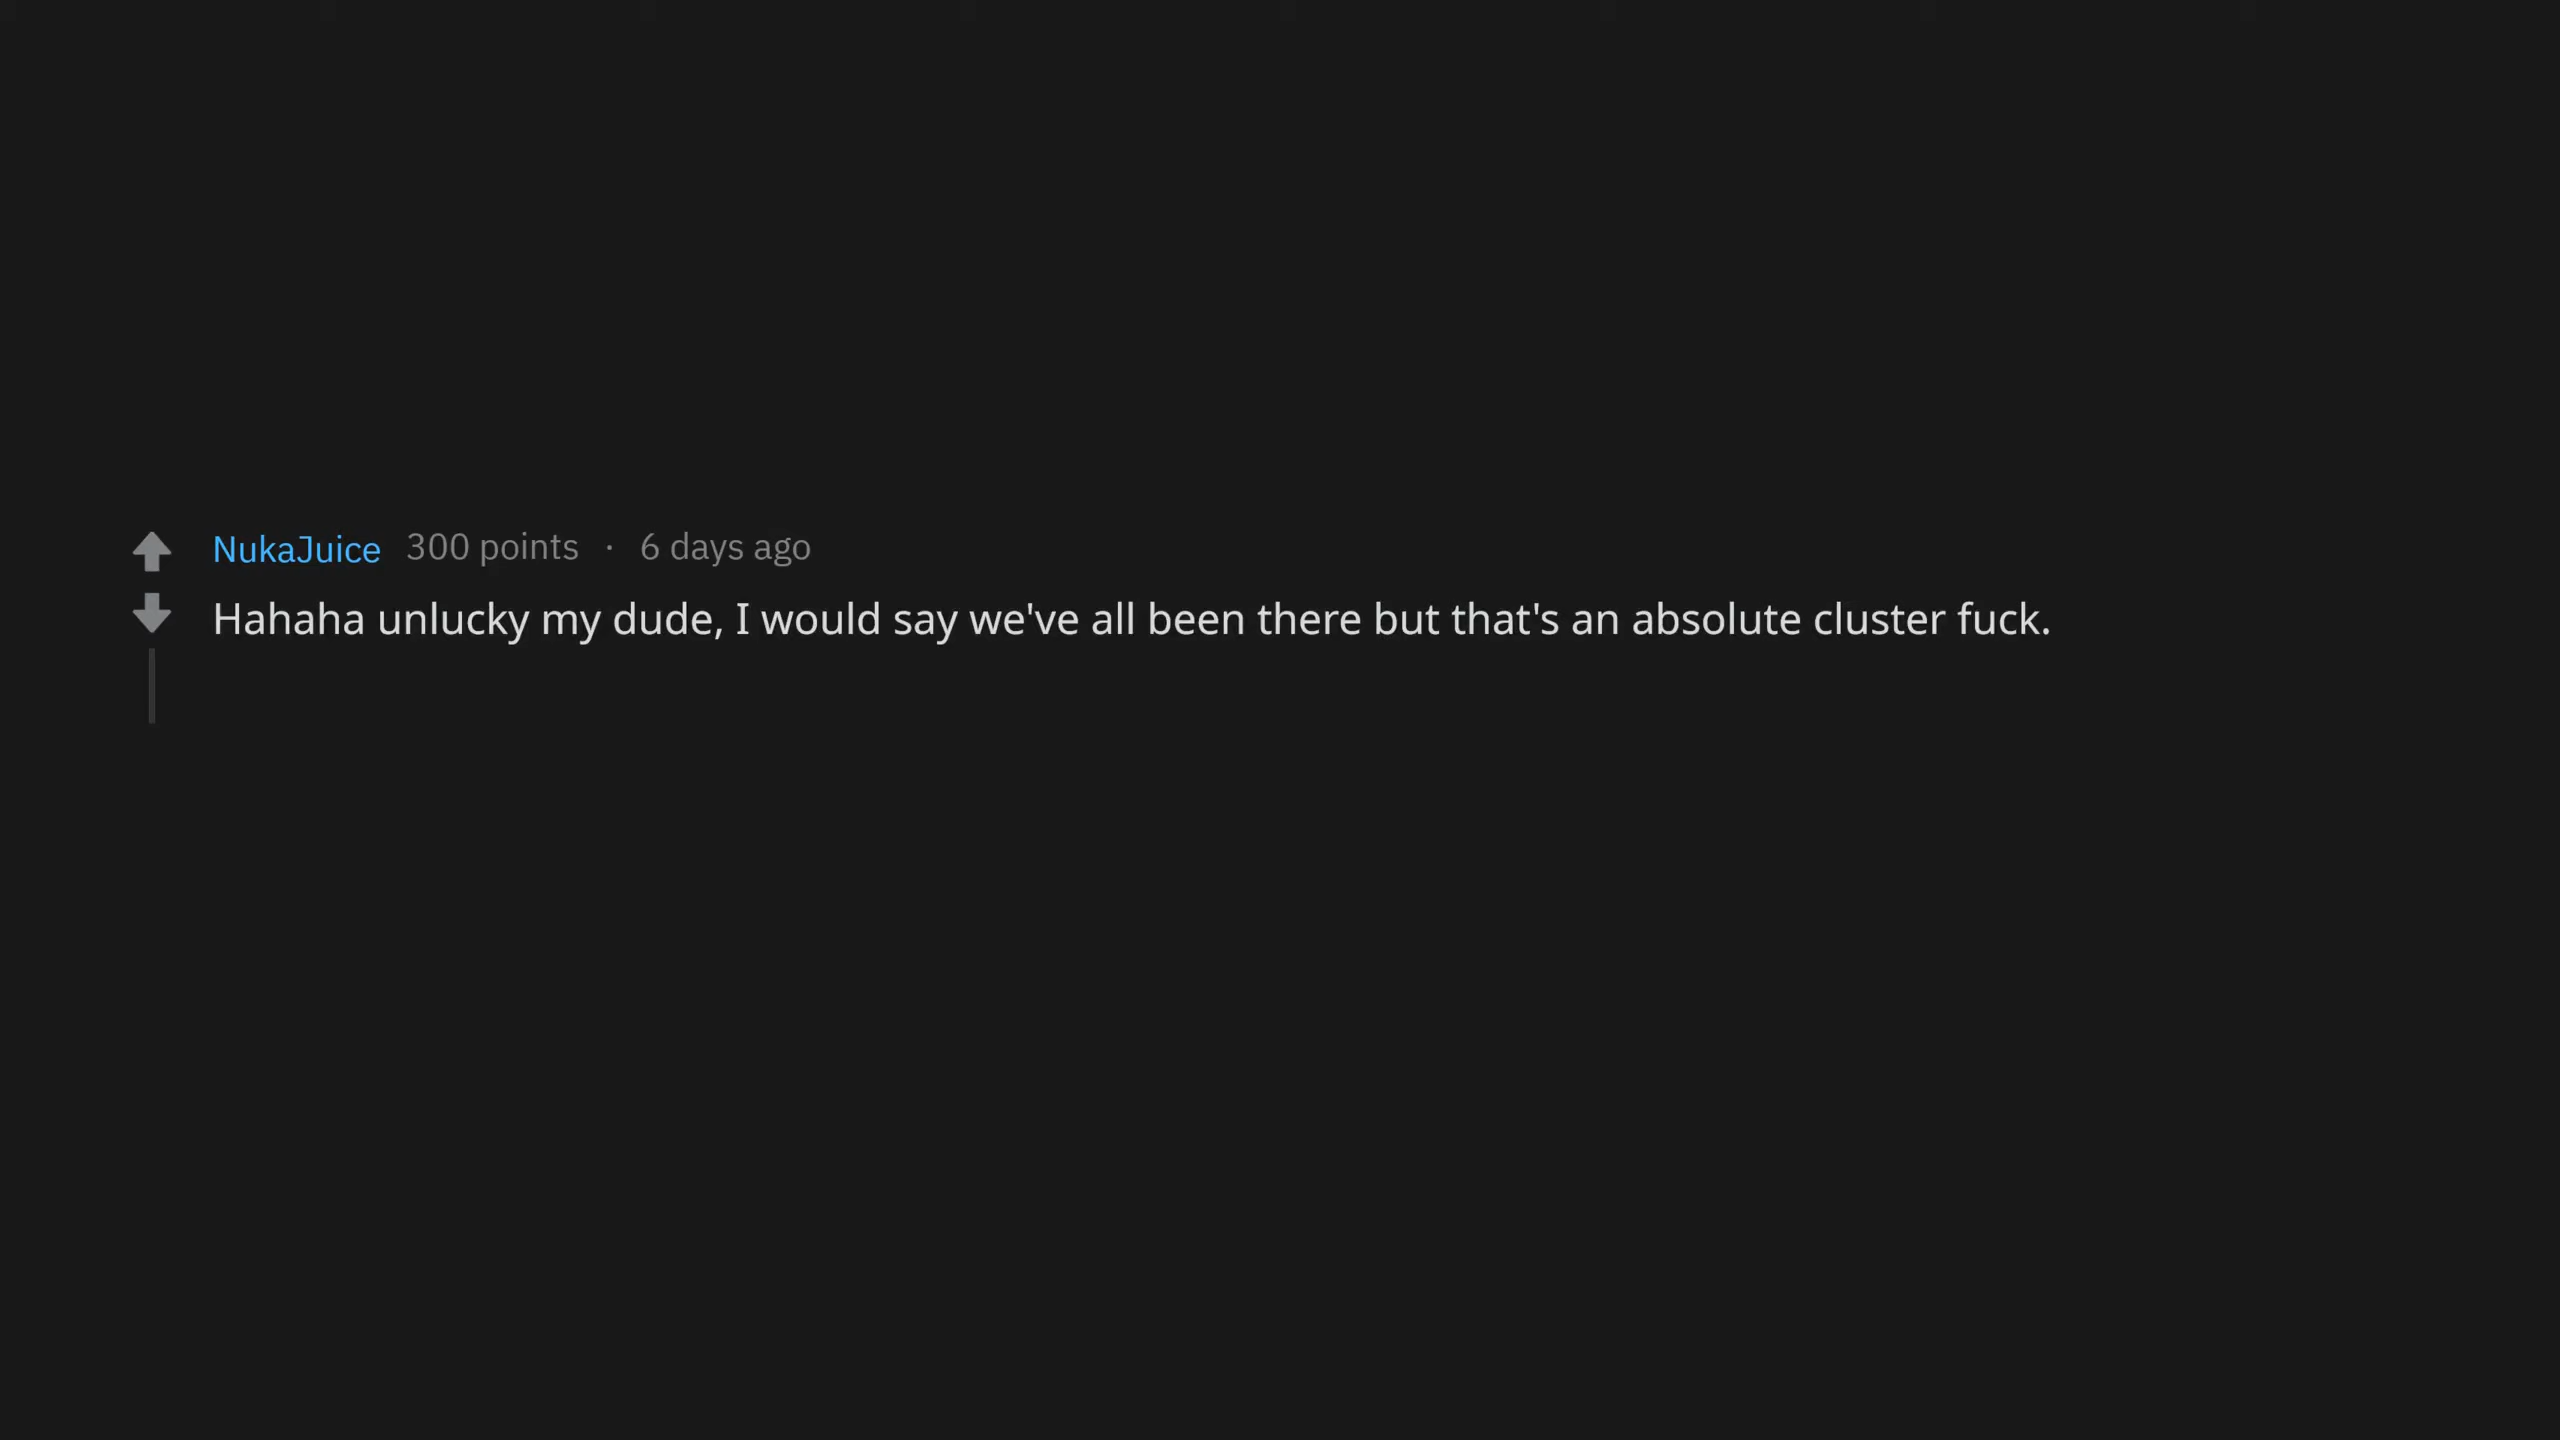 NukaJuice 300 points · 6 days ago
Hahaha unlucky my dude, I would say we've all been there but that's an absolute cluster fuck.